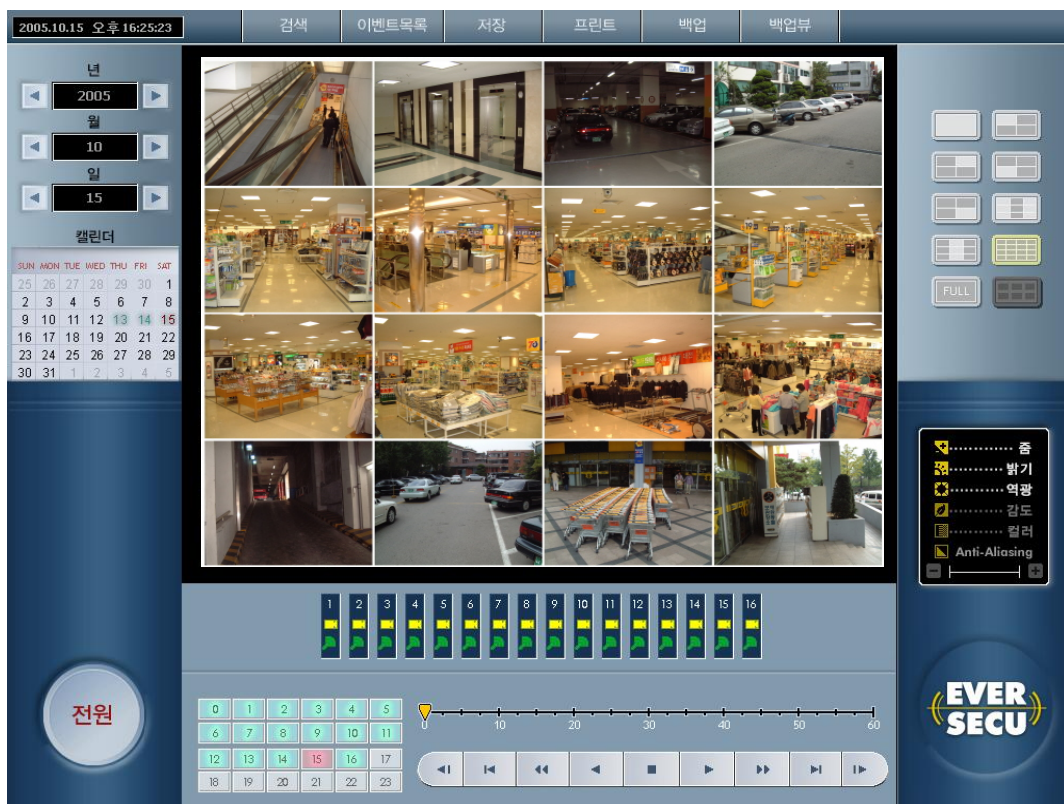 2005.10.15 오후 16:25:23
검색 이벤트목록 저장 프린트 백업 백업뷰
년
2005
월
10
일
15
캘린더
SUN MON TUE WED THU FRI SAT
25 26 27 28 29 30 1
2 3 4 5 6 7 8
9 10 11 12 13 14 15
16 17 18 19 20 21 22
23 24 25 26 27 28 29
30 31 1 2 3 4 5
전원
1 2 3 4 5 6 7 8 9 10 11 12 13 14 15 16
0 1 2 3 4 5
6 7 8 9 10 11
12 13 14 15 16 17
18 19 20 21 22 23
0 10 20 30 40 50 60
FULL
줌
밝기
역광
감도
컬러
Anti-Aliasing
EVER
SECU